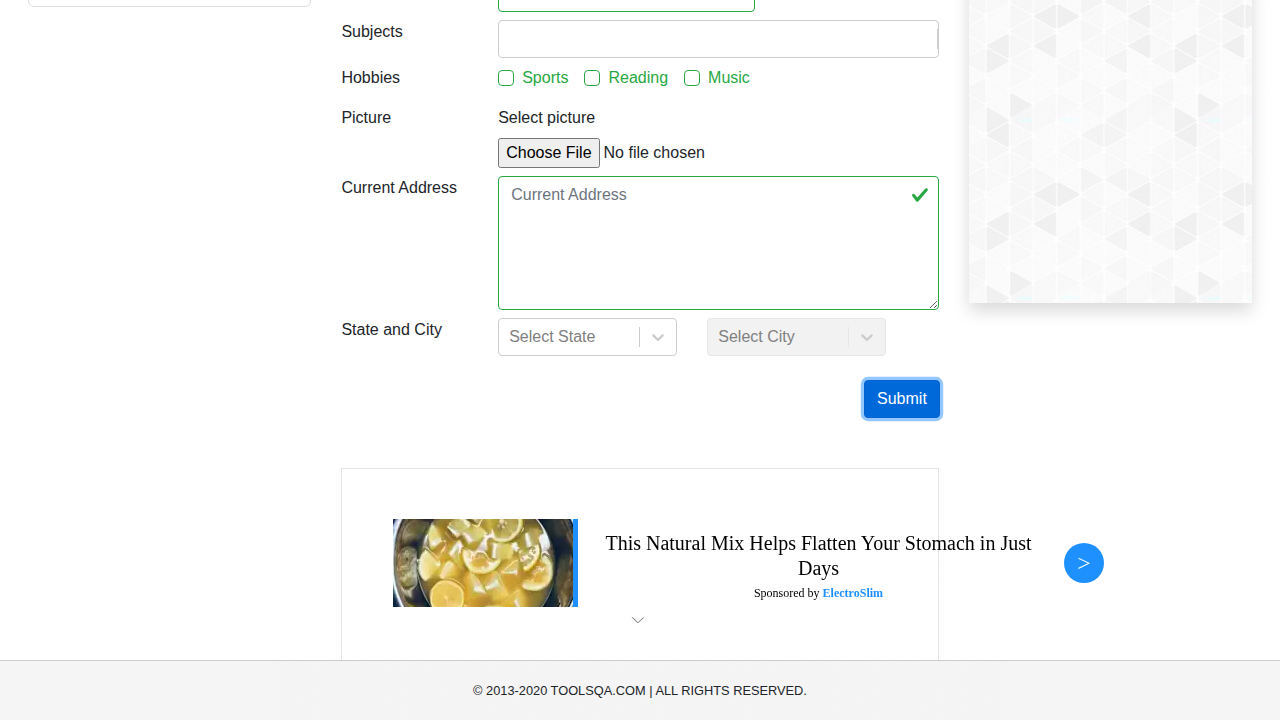 Subjects
Hobbies Sports Reading Music
Picture Select picture
Choose File No file chosen
Current Address Current Address
State and City Select State Select City
Submit
This Natural Mix Helps Flatten Your Stomach in Just
Days
Sponsored by ElectroSlim
>
© 2013-2020 TOOLSQA.COM | ALL RIGHTS RESERVED.